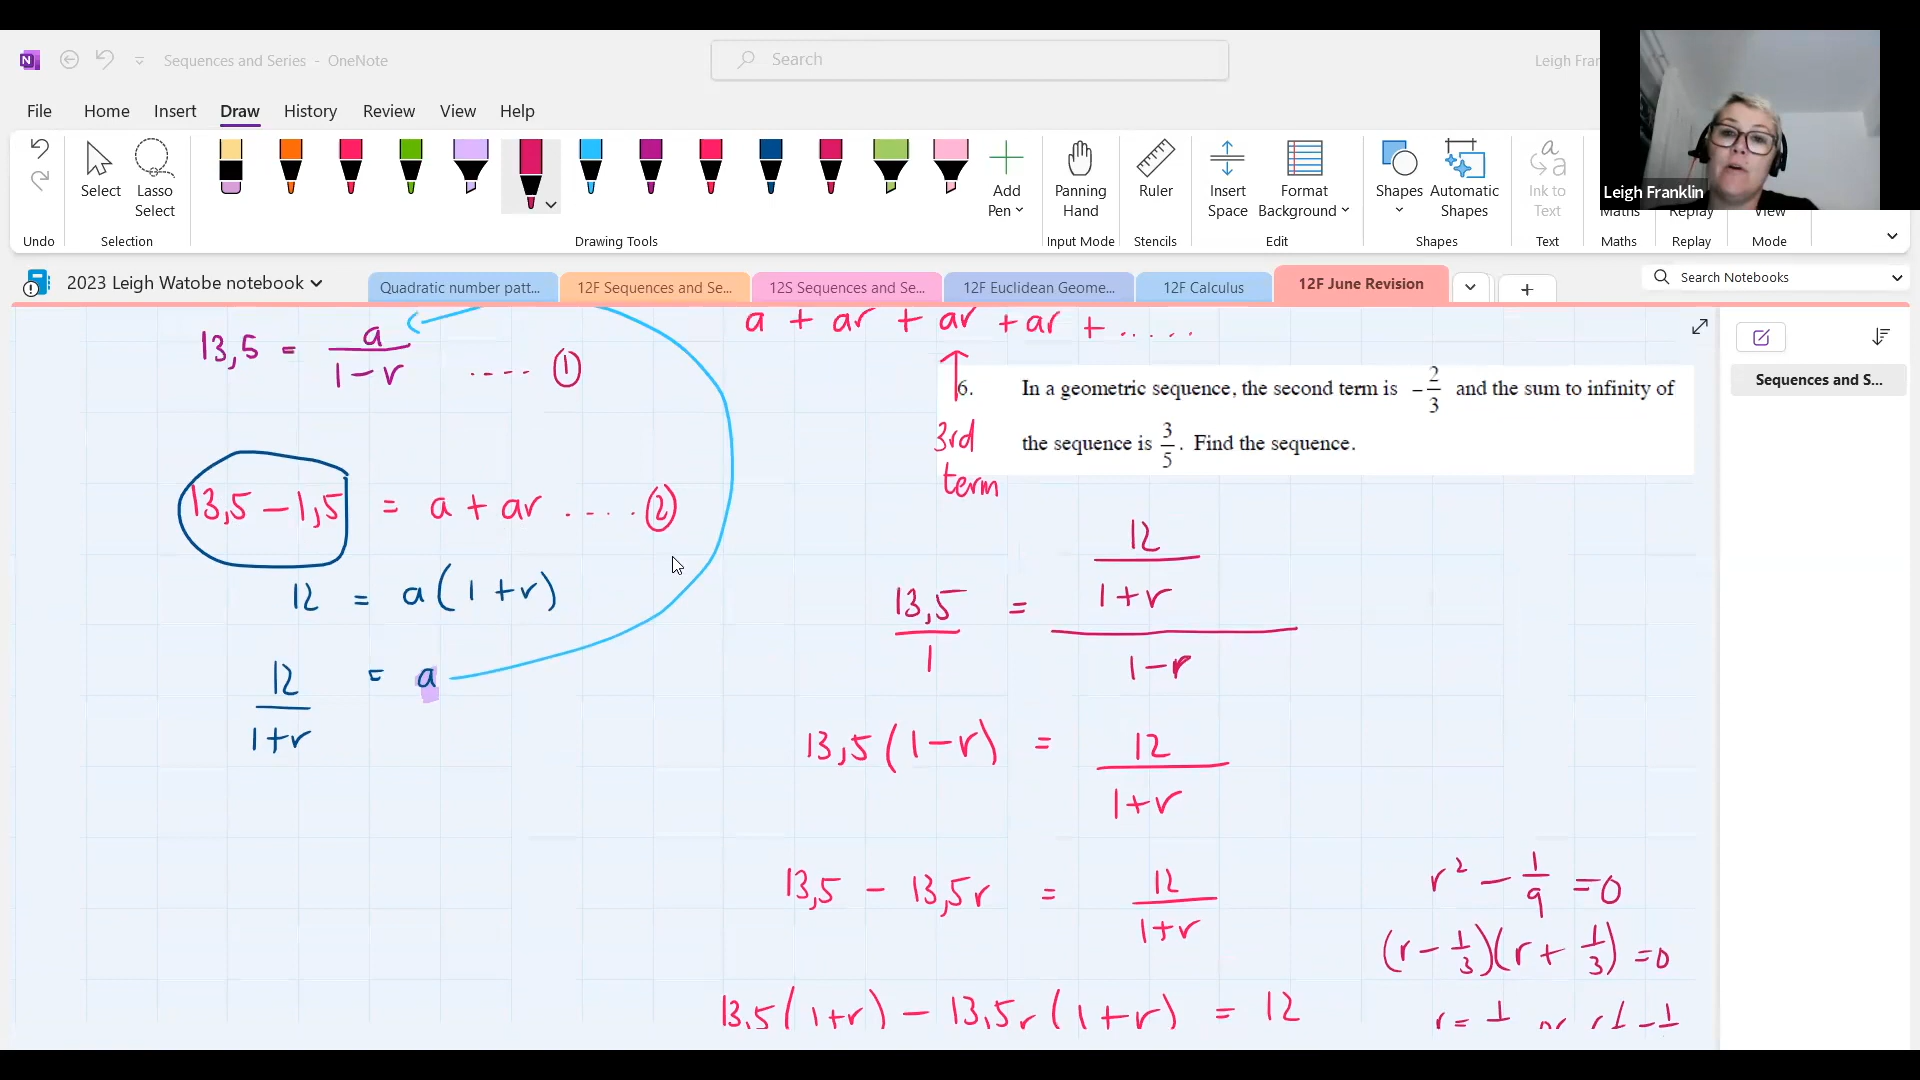 Sequences and Series - OneNote
Search
Leigh Fran
File Home Insert Draw History Review View Help
Select
Lasso Select
Add Pen
Panning Hand
Ruler
Insert Space
Format Background
Shapes
Automatic Shapes
Ink to Text
Maths
Replay
View
Leigh Franklin
Undo
Selection
Drawing Tools
Input Mode
Stencils
Edit
Shapes
Text
Maths
Replay
Mode
2023 Leigh Watobe notebook
Quadratic number patt...
12F Sequences and Se...
12S Sequences and Se...
12F Euclidean Geome...
12F Calculus
12F June Revision
+
Search Notebooks
Sequences and S...
13,5 = a/(1-r) .... ①
13,5 - 1,5 = a + ar .... ②
12 = a(1+r)
12/(1+r) = a
a + ar + ar + ar + .....
3rd term
6. In a geometric sequence, the second term is -2/3 and the sum to infinity of
the sequence is 3/5. Find the sequence.
13,5/1 = (12/(1+r))/(1-r)
13,5(1-r) = 12/(1+r)
13,5 - 13,5r = 12/(1+r)
13,5(1+r) - 13,5r(1+r) = 12
r² - 1/9 = 0
(r - 1/3)(r + 1/3) = 0